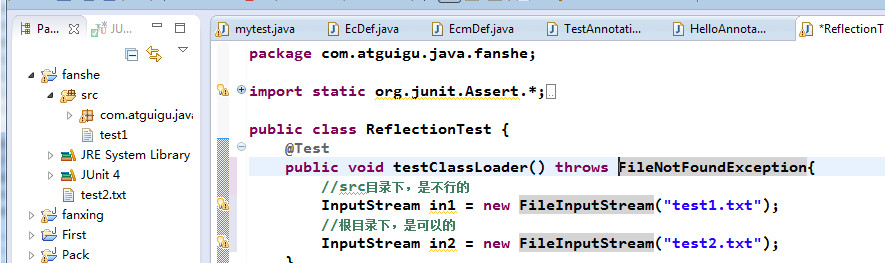 Pa...
JU...
fanshe
src
com.atguigu.java
test1
JRE System Library
JUnit 4
test2.txt
fanxing
First
Pack
mytest.java
EcDef.java
EcmDef.java
TestAnnotati...
HelloAnnota...
*ReflectionT
package com.atguigu.java.fanshe;
import static org.junit.Assert.*;
public class ReflectionTest {
@Test
public void testClassLoader() throws FileNotFoundException{
//src目录下，是不行的
InputStream in1 = new FileInputStream("test1.txt");
//根目录下，是可以的
InputStream in2 = new FileInputStream("test2.txt");
}